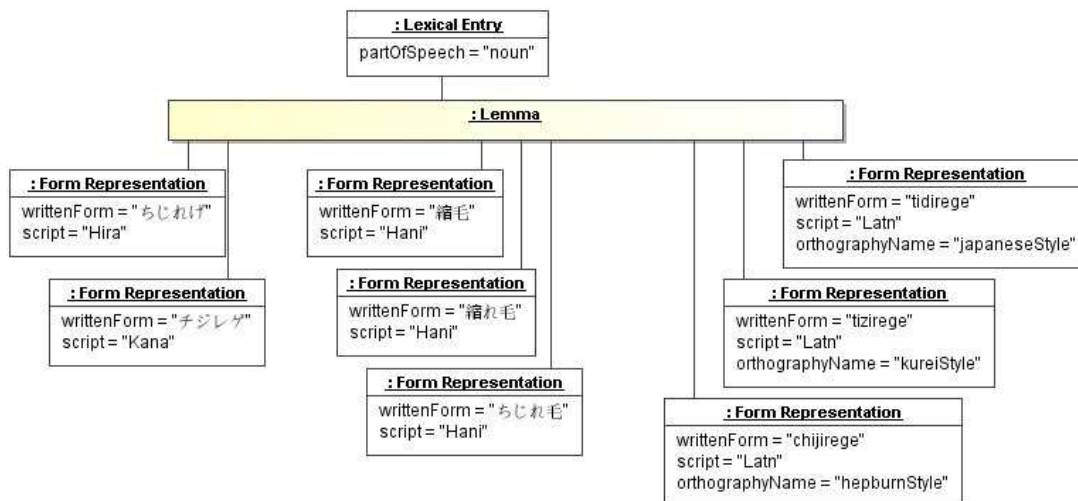 : Lexical Entry
partOfSpeech = "noun"
: Lemma
: Form Representation
writtenForm = "ちじれげ"
script = "Hira"
: Form Representation
writtenForm = "チジレゲ"
script = "Kana"
: Form Representation
writtenForm = "縮毛"
script = "Hani"
: Form Representation
writtenForm = "縮れ毛"
script = "Hani"
: Form Representation
writtenForm = "ちじれ毛"
script = "Hani"
: Form Representation
writtenForm = "tidirege"
script = "Latn"
orthographyName = "japaneseStyle"
: Form Representation
writtenForm = "tizirege"
script = "Latn"
orthographyName = "kureiStyle"
: Form Representation
writtenForm = "chijirege"
script = "Latn"
orthographyName = "hepburnStyle"